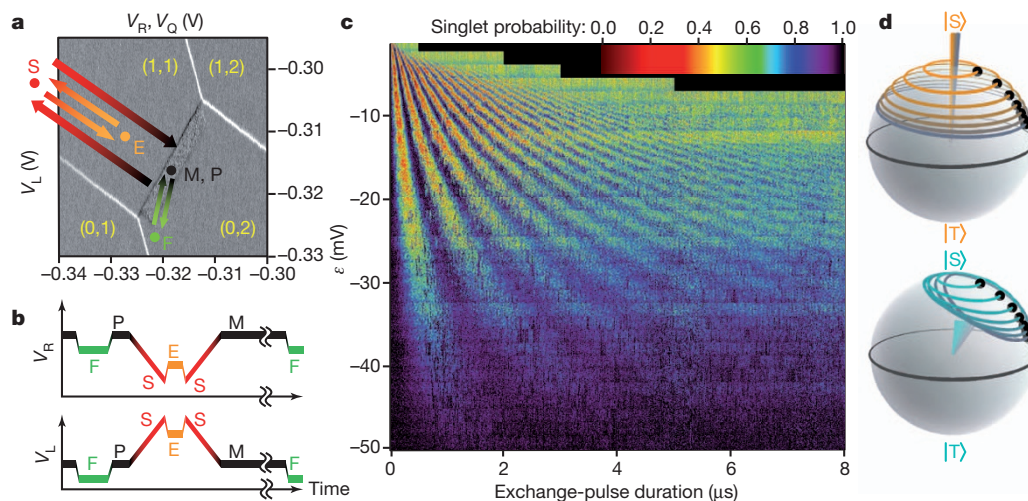 a
V_R, V_Q (V)
(1,1)
(1,2)
S
E
M, P
F
(0,1)
(0,2)
V_L (V)
−0.30
−0.31
−0.32
−0.33
−0.34 −0.33 −0.32 −0.31 −0.30
b
V_R
F P S E S M F
V_L
F P S E S M F
Time
c
Singlet probability: 0.0 0.2 0.4 0.6 0.8 1.0
ε (mV)
−10
−20
−30
−40
−50
0 2 4 6 8
Exchange-pulse duration (μs)
d
|S⟩
|T⟩
|S⟩
|T⟩